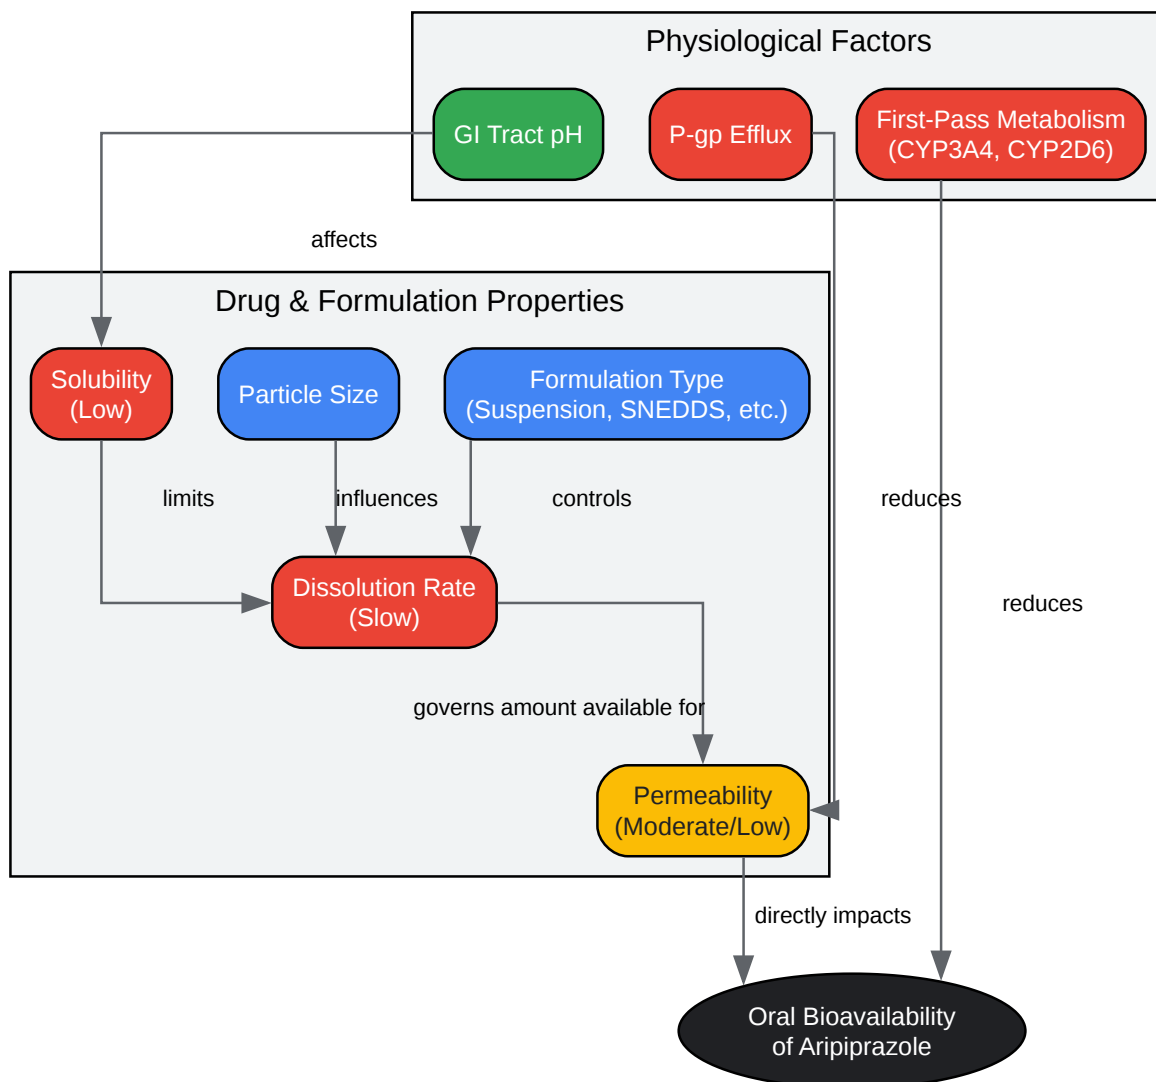 Physiological Factors
GI Tract pH
P-gp Efflux
First-Pass Metabolism
(CYP3A4, CYP2D6)
affects
Drug & Formulation Properties
Solubility
(Low)
Particle Size
Formulation Type
(Suspension, SNEDDS, etc.)
limits
influences
controls
reduces
Dissolution Rate
(Slow)
reduces
governs amount available for
Permeability
(Moderate/Low)
directly impacts
Oral Bioavailability
of Aripiprazole